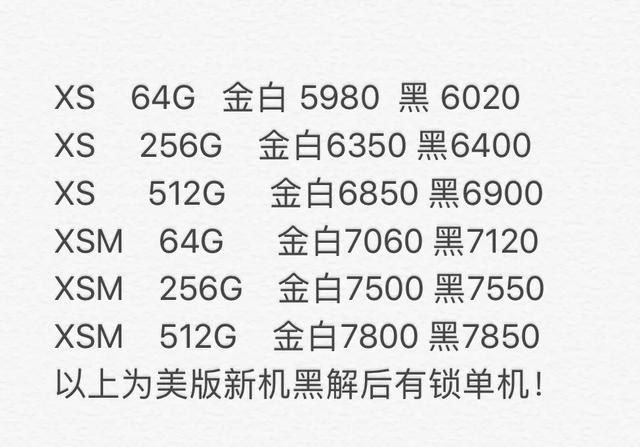 XS 64G 金白 5980 黑 6020
XS 256G 金白6350 黑6400
XS 512G 金白6850 黑6900
XSM 64G 金白7060 黑7120
XSM 256G 金白7500 黑7550
XSM 512G 金白7800 黑7850
以上为美版新机黑解后有锁单机！